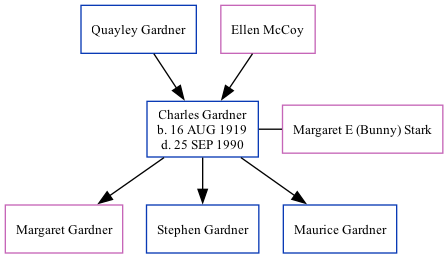 Quayley Gardner
Ellen McCoy
Charles Gardner
b. 16 AUG 1919
d. 25 SEP 1990
Margaret E (Bunny) Stark
Margaret Gardner
Stephen Gardner
Maurice Gardner